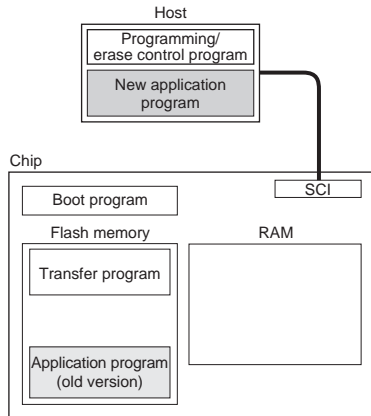 Host
Programming/
erase control program
New application
program
Chip
SCI
Boot program
Flash memory
RAM
Transfer program
Application program
(old version)